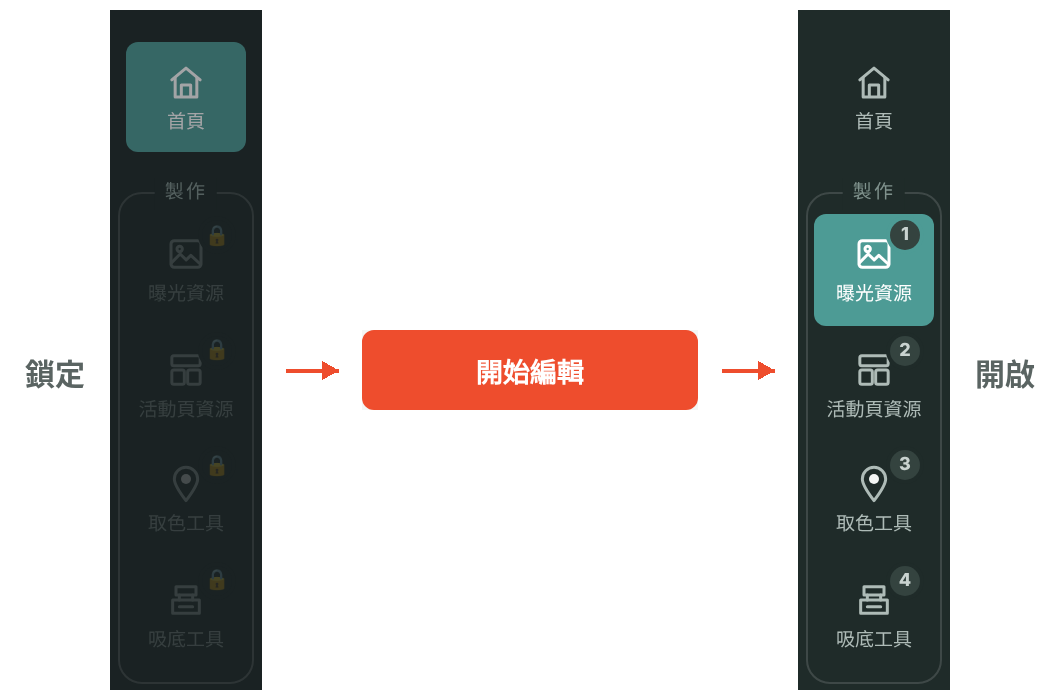 鎖定
首頁
製作
曝光資源
活動頁資源
取色工具
吸底工具
開始編輯
首頁
製作
1
曝光資源
2
活動頁資源
3
取色工具
4
吸底工具
開啟